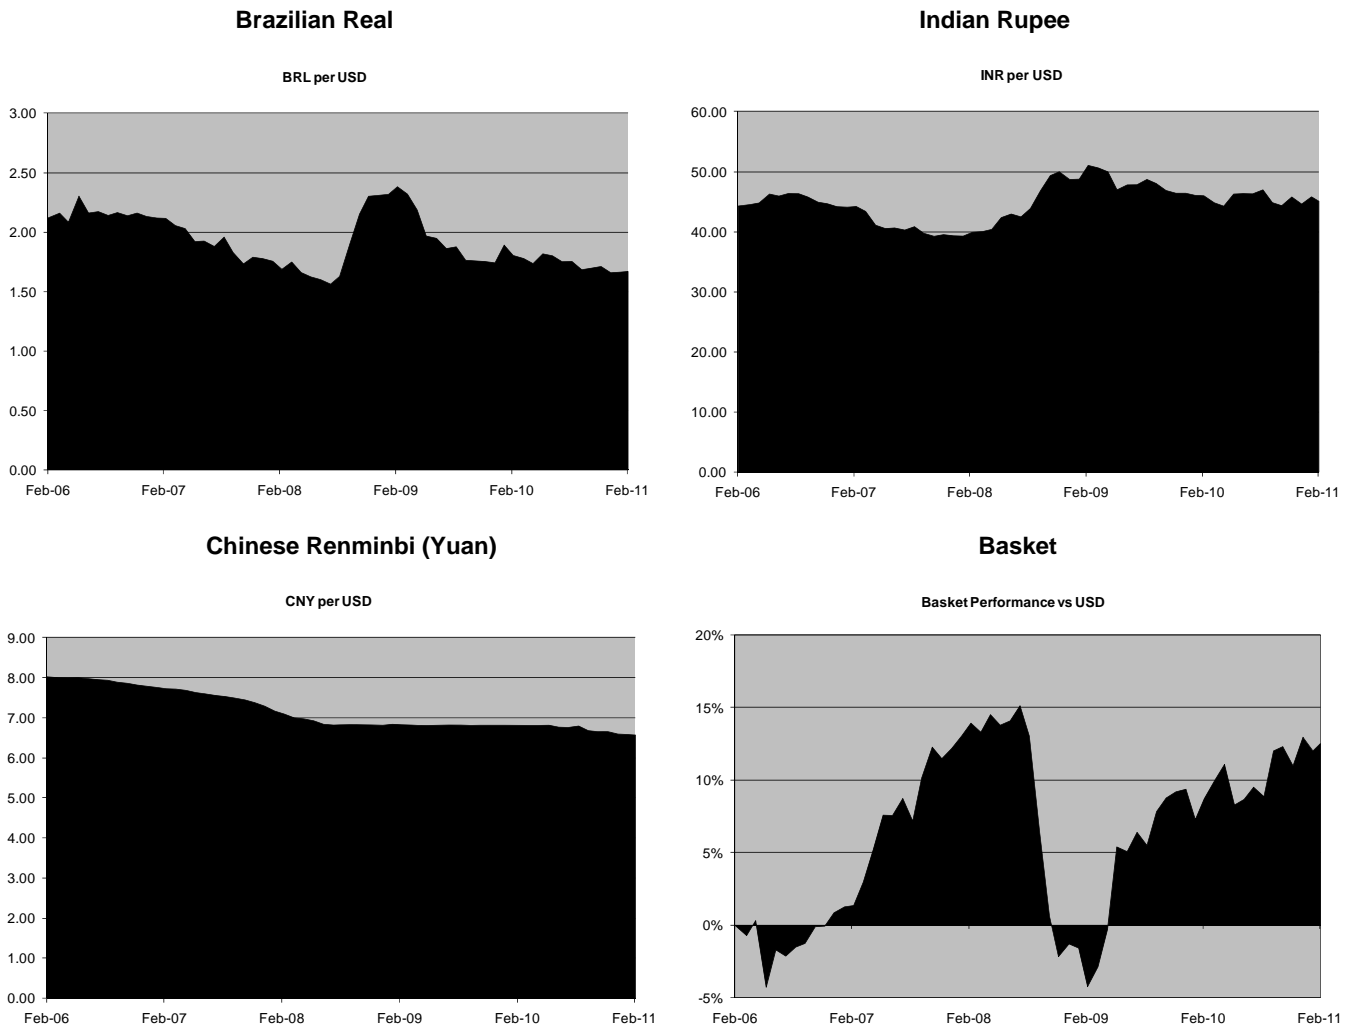 Brazilian Real
BRL per USD
3.00
2.50
2.00
1.50
1.00
0.50
0.00
Feb-06 Feb-07 Feb-08 Feb-09 Feb-10 Feb-11
Indian Rupee
INR per USD
60.00
50.00
40.00
30.00
20.00
10.00
0.00
Feb-06 Feb-07 Feb-08 Feb-09 Feb-10 Feb-11
Chinese Renminbi (Yuan)
CNY per USD
9.00
8.00
7.00
6.00
5.00
4.00
3.00
2.00
1.00
0.00
Feb-06 Feb-07 Feb-08 Feb-09 Feb-10 Feb-11
Basket
Basket Performance vs USD
20%
15%
10%
5%
0%
-5%
Feb-06 Feb-07 Feb-08 Feb-09 Feb-10 Feb-11